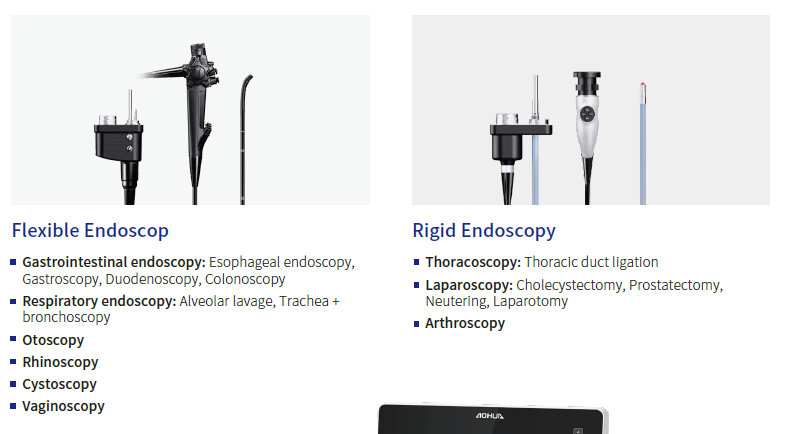 Flexible Endoscop
Gastrointestinal endoscopy: Esophageal endoscopy,
Gastroscopy, Duodenoscopy, Colonoscopy
Respiratory endoscopy: Alveolar lavage, Trachea +
bronchoscopy
Otoscopy
Rhinoscopy
Cystoscopy
Vaginoscopy
Rigid Endoscopy
Thoracoscopy: Thoracic duct ligation
Laparoscopy: Cholecystectomy, Prostatectomy,
Neutering, Laparotomy
Arthroscopy
AOHUA